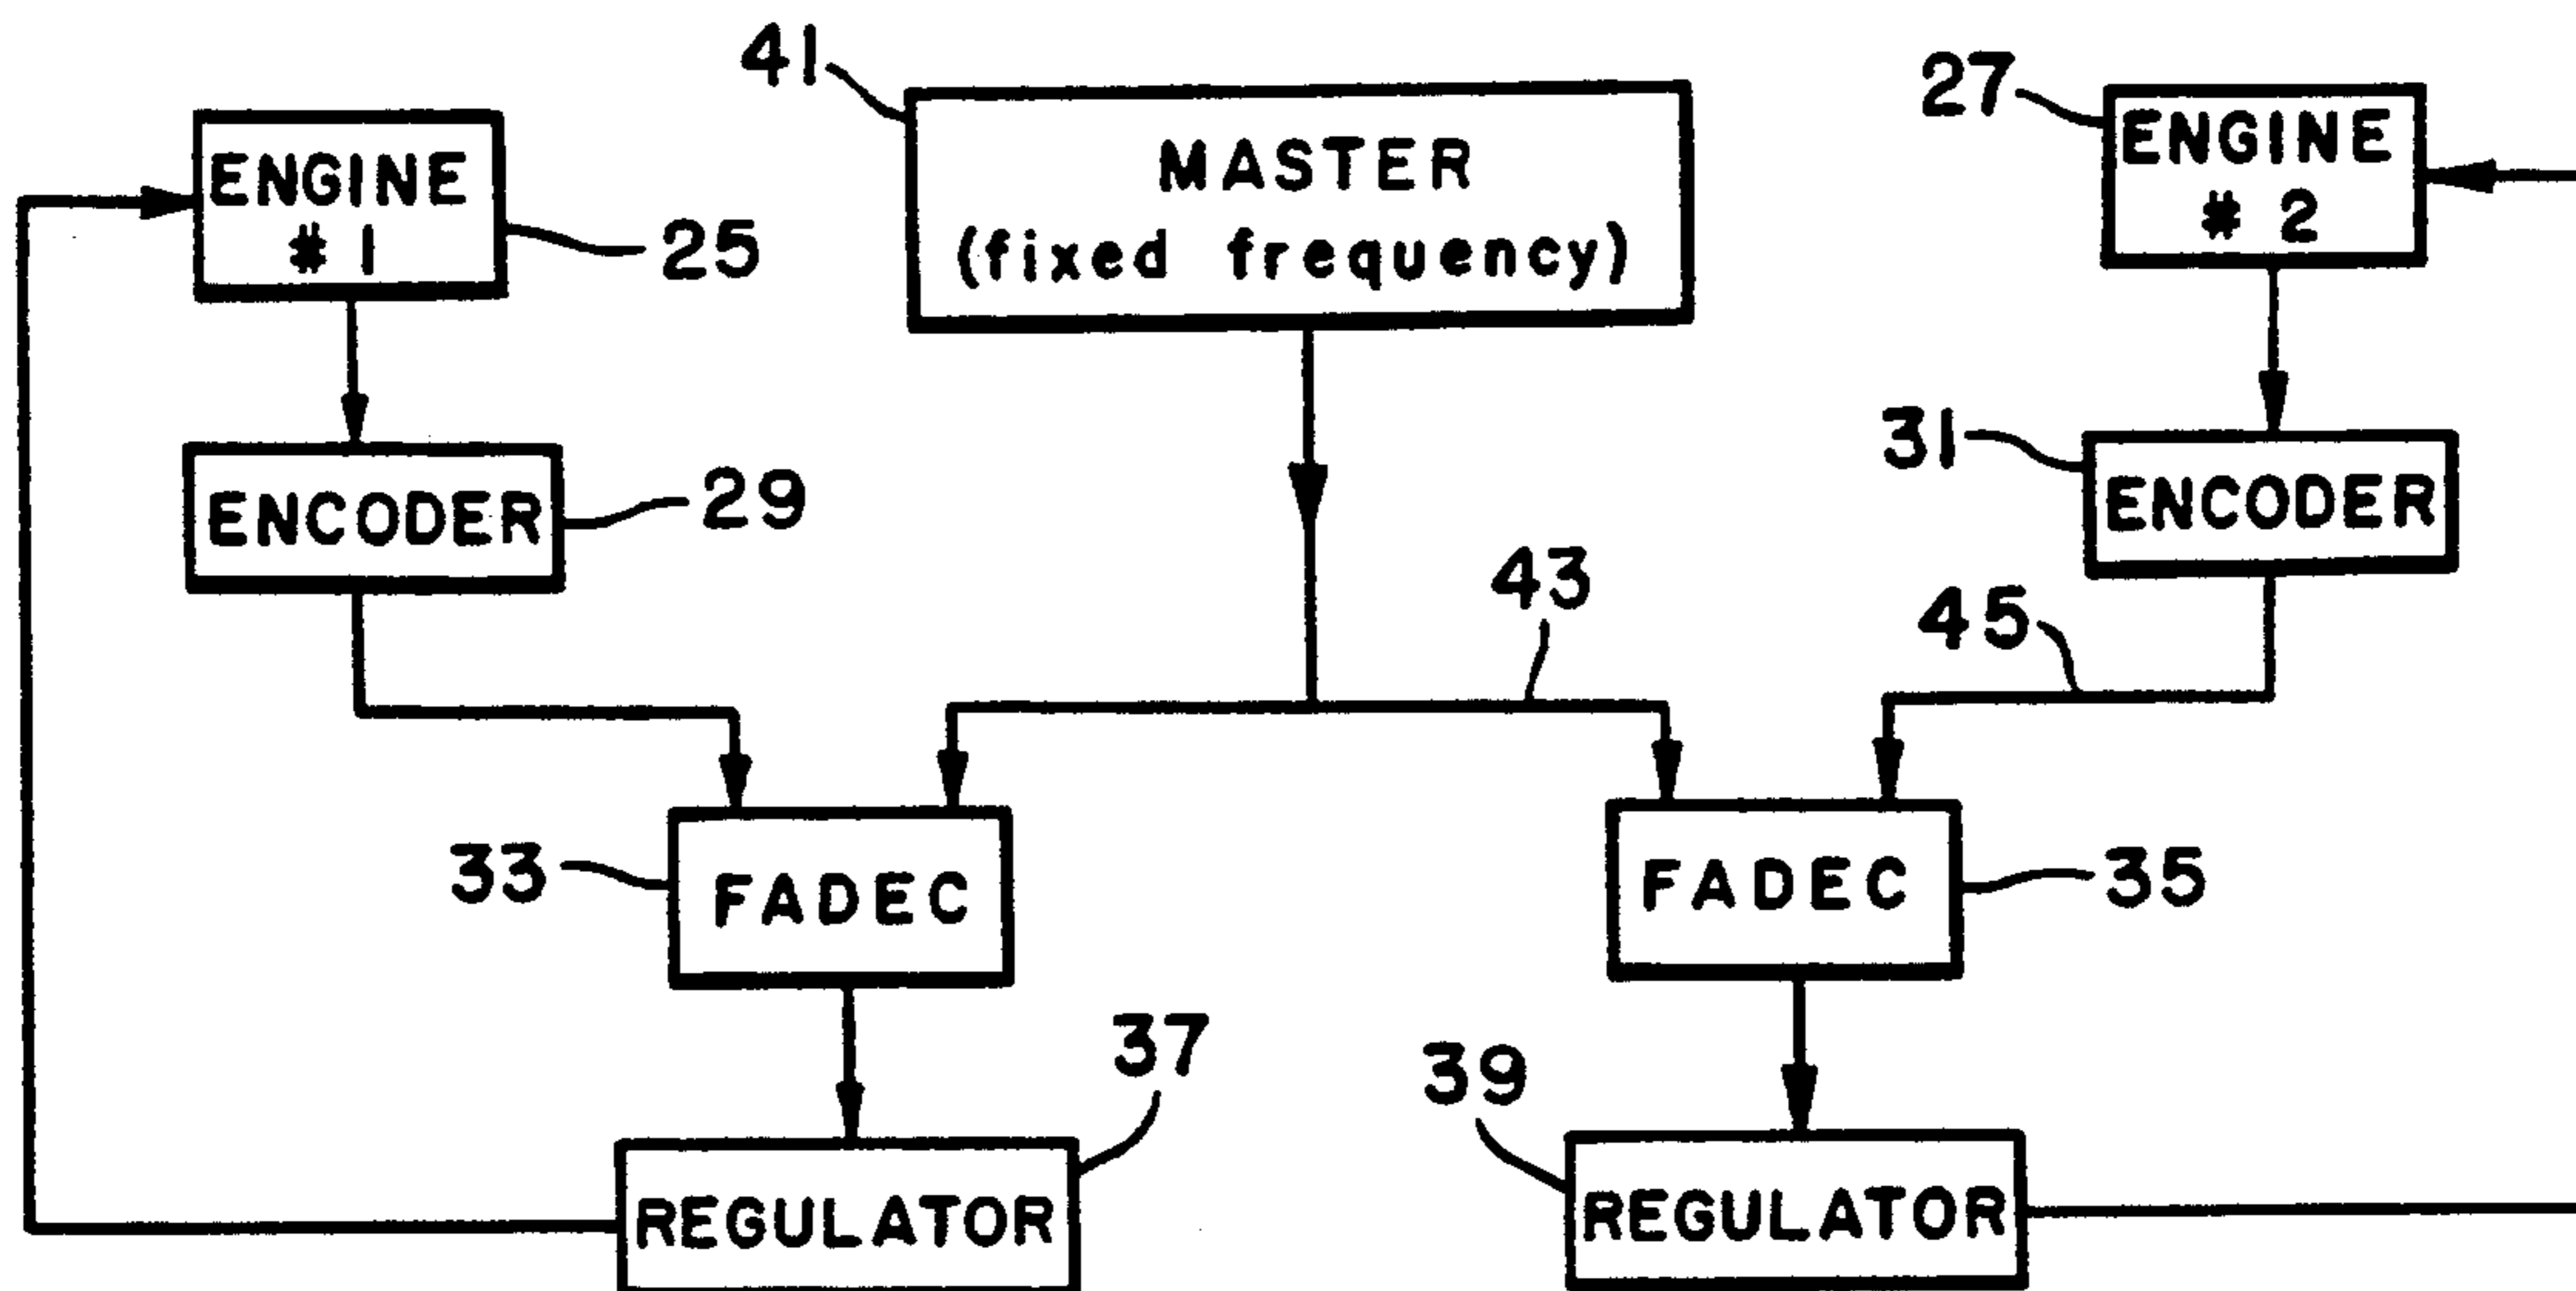 41
MASTER
(fixed frequency)
27
ENGINE
# 2
ENGINE
# 1
25
31
ENCODER
ENCODER
29
43
45
33
FADEC
FADEC
35
37
REGULATOR
39
REGULATOR